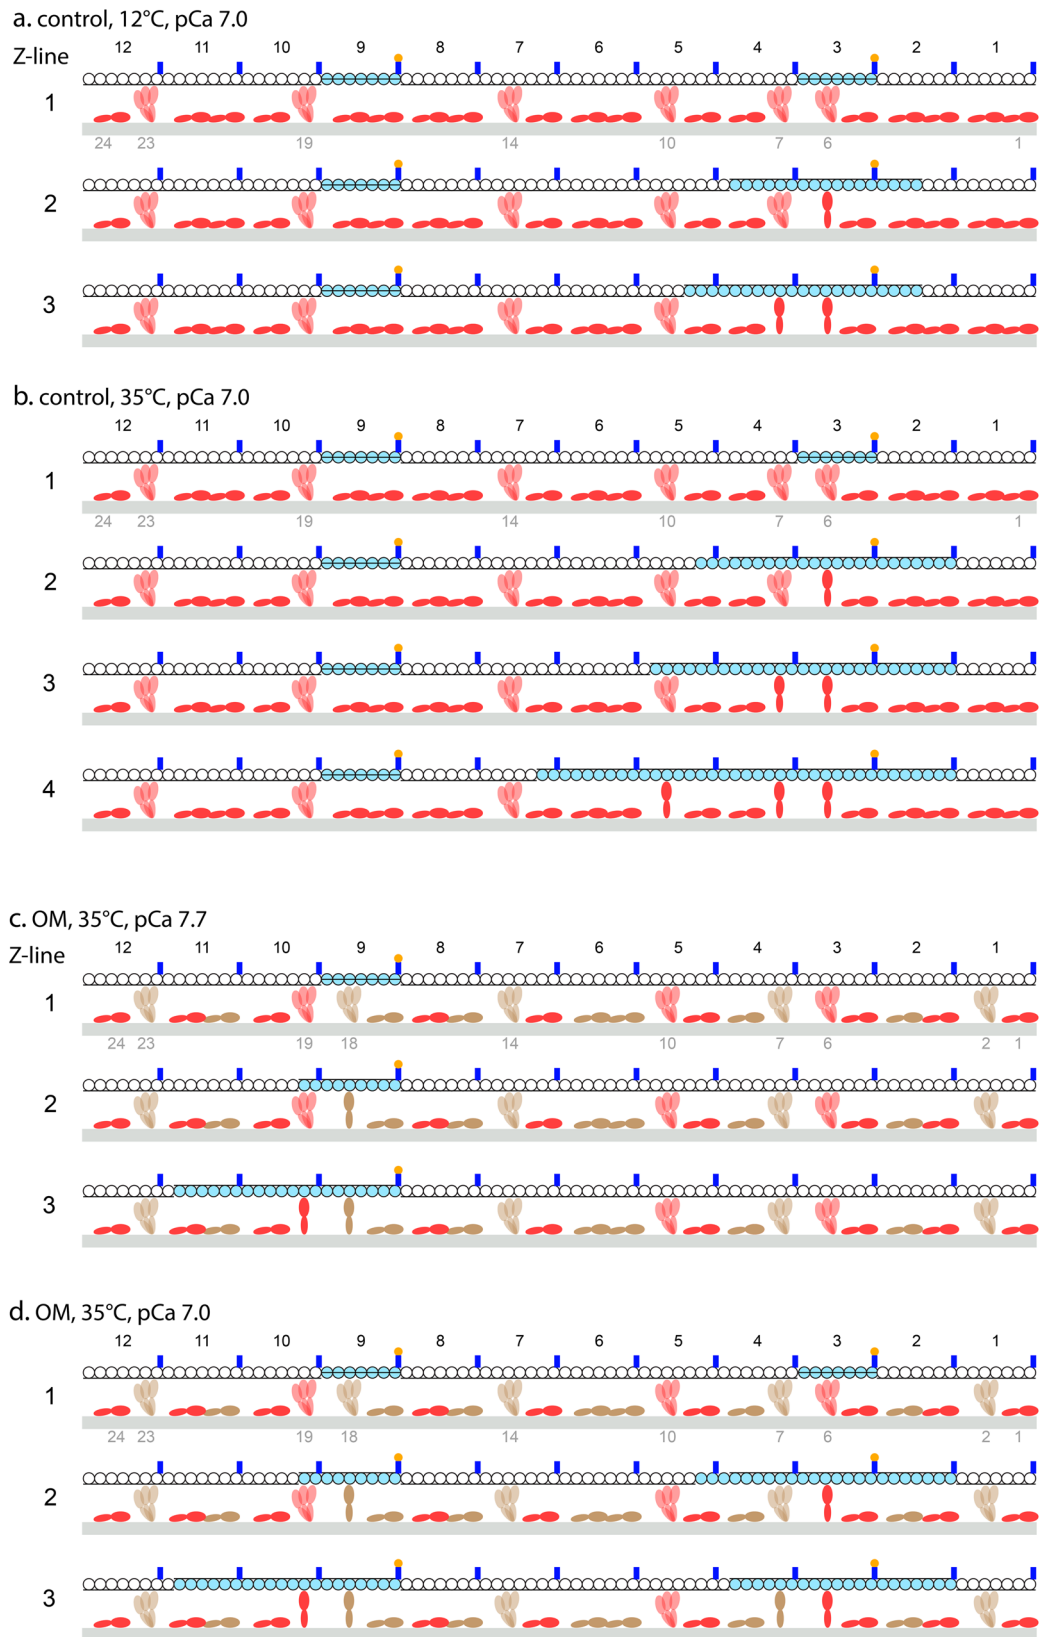 a. control, 12°C, pCa 7.0
Z-line 12 11 10 9 8 7 6 5 4 3 2 1
1
24 23 19 14 10 7 6 1
2
3
b. control, 35°C, pCa 7.0
12 11 10 9 8 7 6 5 4 3 2 1
1
24 23 19 14 10 7 6 1
2
3
4
c. OM, 35°C, pCa 7.7
Z-line 12 11 10 9 8 7 6 5 4 3 2 1
1
24 23 19 18 14 10 7 6 2 1
2
3
d. OM, 35°C, pCa 7.0
12 11 10 9 8 7 6 5 4 3 2 1
1
24 23 19 18 14 10 7 6 2 1
2
3